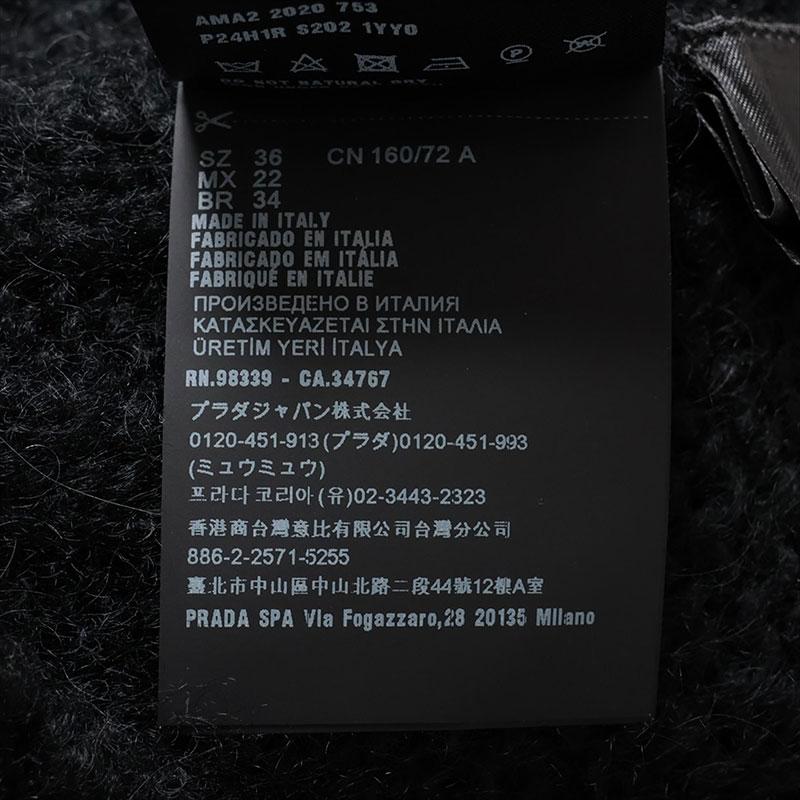 AMA2 2020 753
P24H1R S202 1YY0
DO NOT NATURAL DRY
SZ 36 CN 160/72 A
MX 22
BR 34
MADE IN ITALY
FABRICADO EN ITALIA
FABRICADO EM ITÁLIA
FABRIQUÉ EN ITALIE
ПРОИЗВЕДЕНО В ИТАЛИЯ
ΚΑΤΑΣΚΕΥΑΖΕΤΑΙ ΣΤΗΝ ΙΤΑΛΙΑ
ÜRETİM YERİ İTALYA
RN.98339 - CA.34767
プラダジャパン株式会社
0120-451-913(プラダ)0120-451-993
(ミュウミュウ)
프라다코리아(유)02-3443-2323
香港商台灣意比有限公司台灣分公司
886-2-2571-5255
臺北市中山區中山北路二段44號12樓A室
PRADA SPA Via Fogazzaro,28 20135 Milano